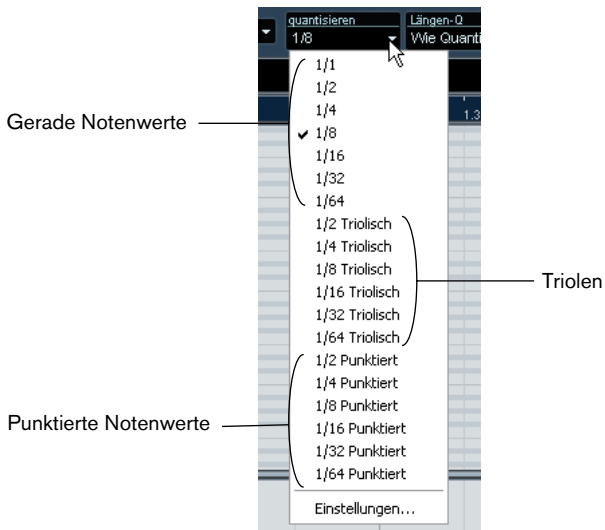 quantisieren Längen-Q
1/8 Wie Quanti
1/1
1/2
1/4
1.3
Gerade Notenwerte
1/8
1/16
1/32
1/64
1/2 Triolisch
1/4 Triolisch
1/8 Triolisch
Triolen
1/16 Triolisch
1/32 Triolisch
1/64 Triolisch
1/2 Punktiert
1/4 Punktiert
1/8 Punktiert
Punktierte Notenwerte
1/16 Punktiert
1/32 Punktiert
1/64 Punktiert
Einstellungen...